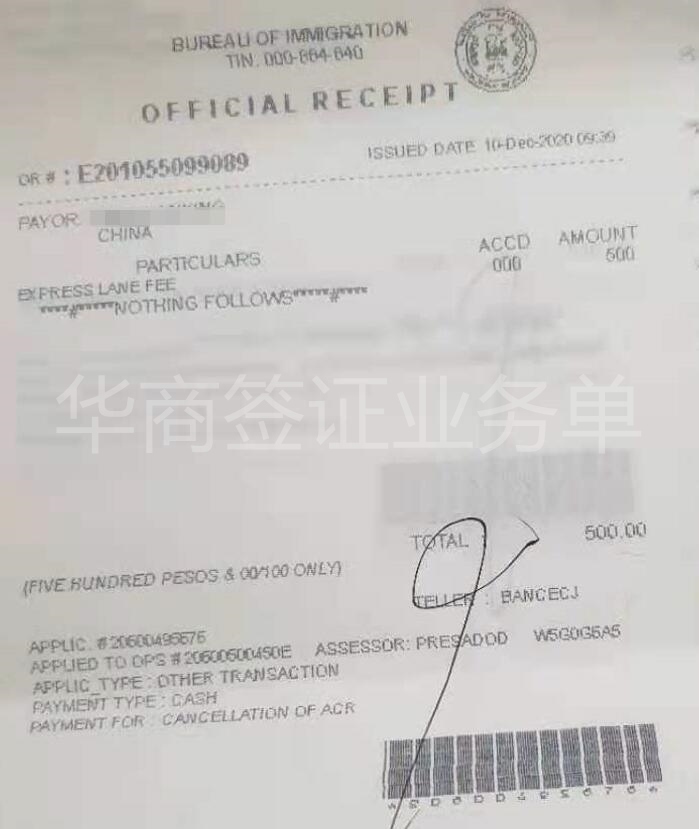 BUREAU OF IMMIGRATION
TIN. 000-864-640
OFFICIAL RECEIPT
OR # : E201055099089
ISSUED DATE 10-Dec-2020 09:39
PAYOR
CHINA
PARTICULARS ACCD AMOUNT
EXPRESS LANE FEE 000 500
****#*****NOTHING FOLLOWS*****#****
华商签证业务单
TOTAL : 500.00
(FIVE HUNDRED PESOS & 00/100 ONLY)
TELLER : BANCECJ
APPLIC. # 20600495575
APPLIED TO OPS # 20600500450E ASSESSOR: PRESADOD W5G0G5A5
APPLIC_TYPE : OTHER TRANSACTION
PAYMENT TYPE : CASH
PAYMENT FOR : CANCELLATION OF ACR